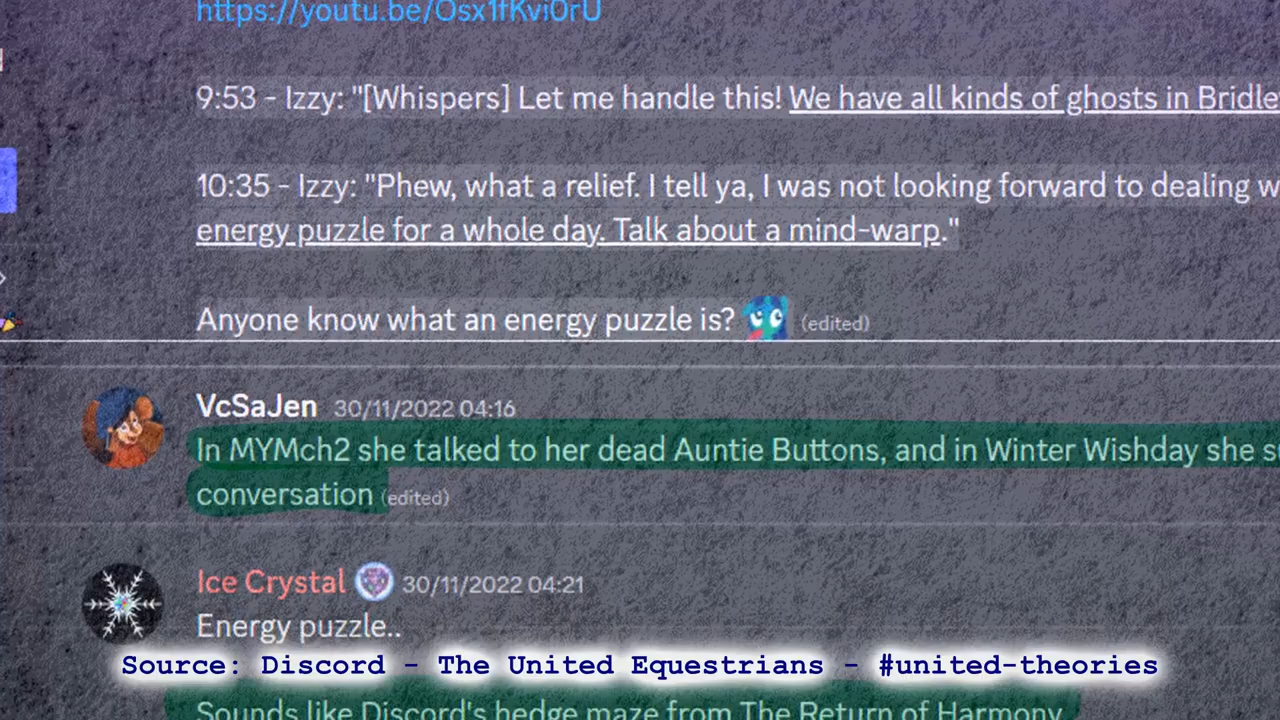 https://youtu.be/Osx1fKvi0rU
9:53 - Izzy: "[Whispers] Let me handle this! We have all kinds of ghosts in
10:35 - Izzy: "Phew, what a relief. I tell ya, I was not looking forward to dealing
energy puzzle for a whole day. Talk about a mind-warp."
Anyone know what an energy puzzle is? (edited)
VcSaJen 30/11/2022 04:16
In MYMch2 she talked to her dead Auntie Buttons, and in Winter Wishday she
conversation (edited)
Ice Crystal 30/11/2022 04:21
Energy puzzle..
Source: Discord - The United Equestrians - #united-theories
Sounds like Discord's hedge maze from The Return of Harmony